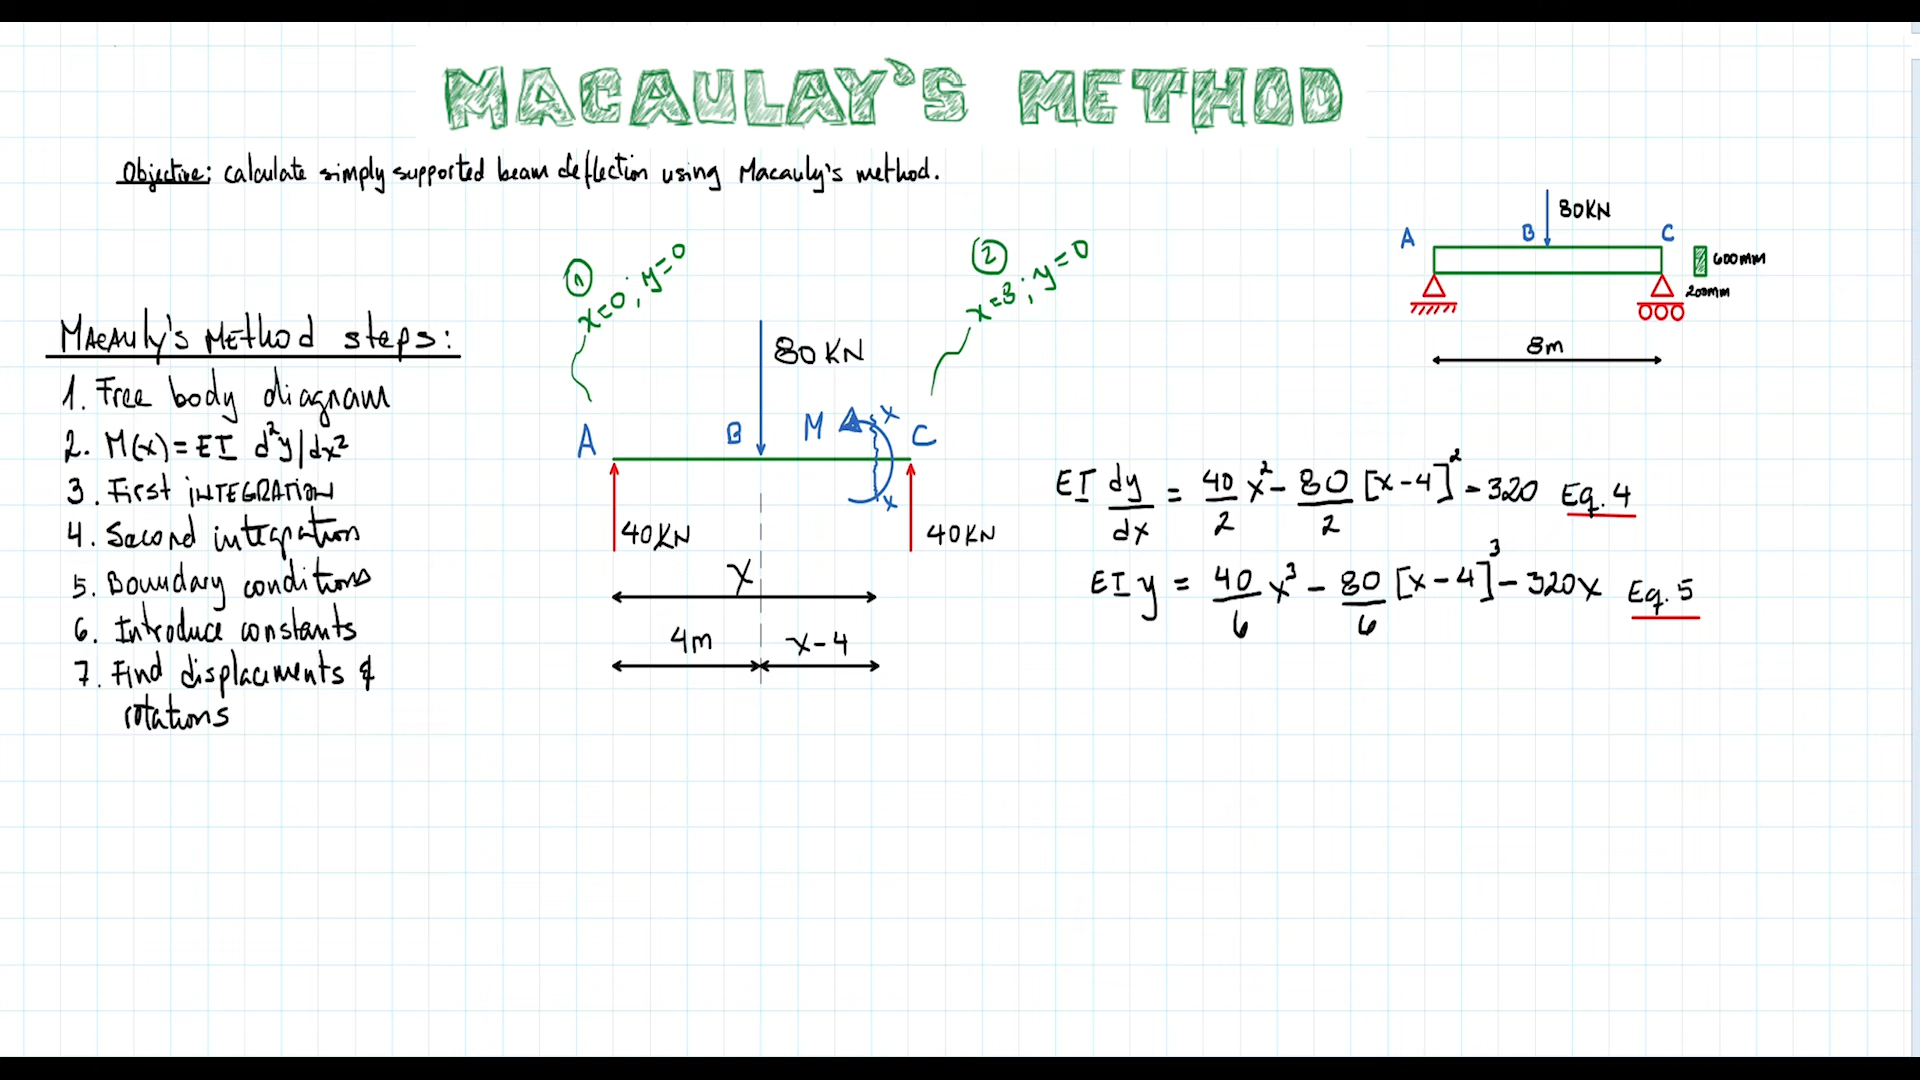 MACAULAY'S METHOD
Objective: calculate simply supported beam deflection using Macauly's method.
80KN
A B C
600mm
200mm
8m
Macauly's Method steps:
1. Free body diagram
2. M(x) = EI d²y/dx²
3. First INTEGRATION
4. Second integration
5. Boundary conditions
6. Introduce constants
7. Find displacements &
rotations
1
x=0; y=0
2
x=8; y=0
80KN
A B M x C
x
40KN 40KN
x
4m x-4
EI dy/dx = 40/2 x² - 80/2 [x-4]² - 320 Eq. 4
EI y = 40/6 x³ - 80/6 [x-4]³ - 320x Eq. 5